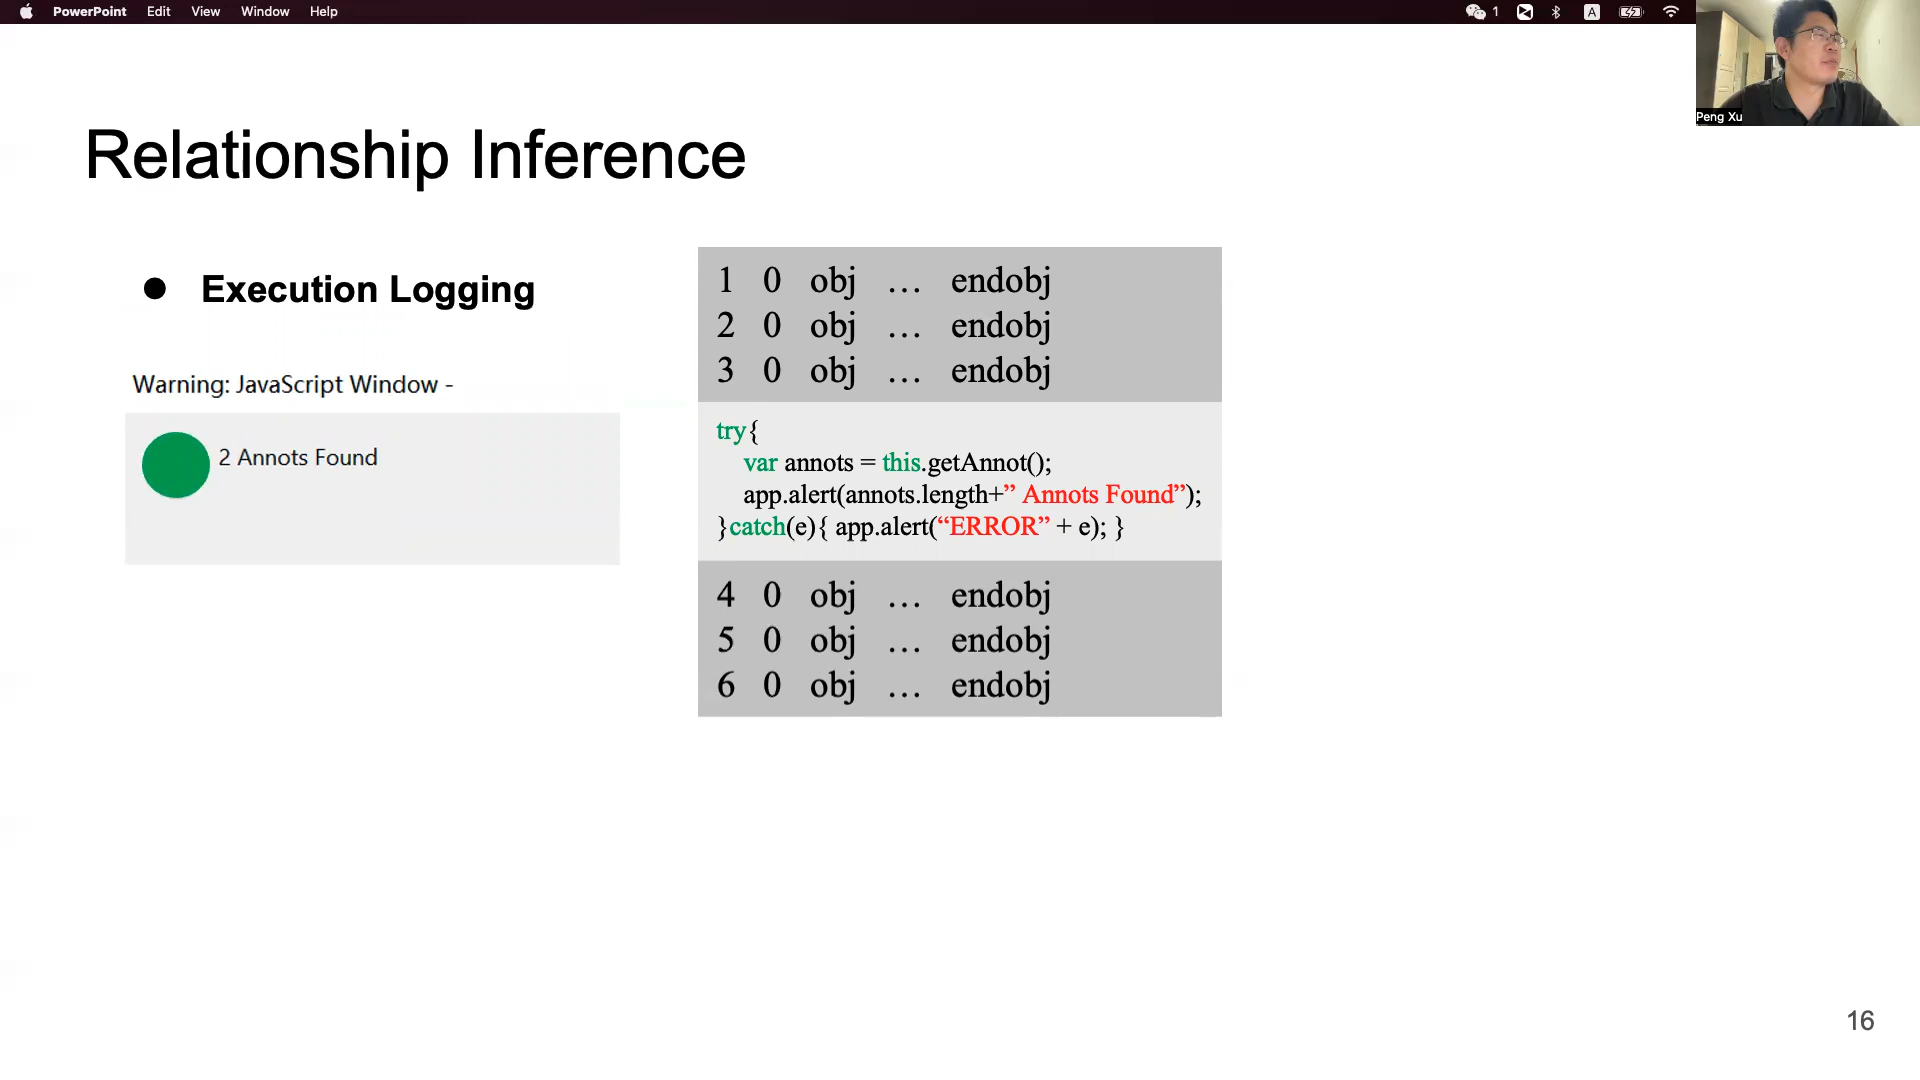 PowerPoint Edit View Window Help 1 A
Peng Xu
Relationship Inference
● Execution Logging
Warning: JavaScript Window -
2 Annots Found
1 0 obj … endobj
2 0 obj … endobj
3 0 obj … endobj
try{
var annots = this.getAnnot();
app.alert(annots.length+” Annots Found”);
}catch(e){ app.alert(“ERROR” + e); }
4 0 obj … endobj
5 0 obj … endobj
6 0 obj … endobj
16